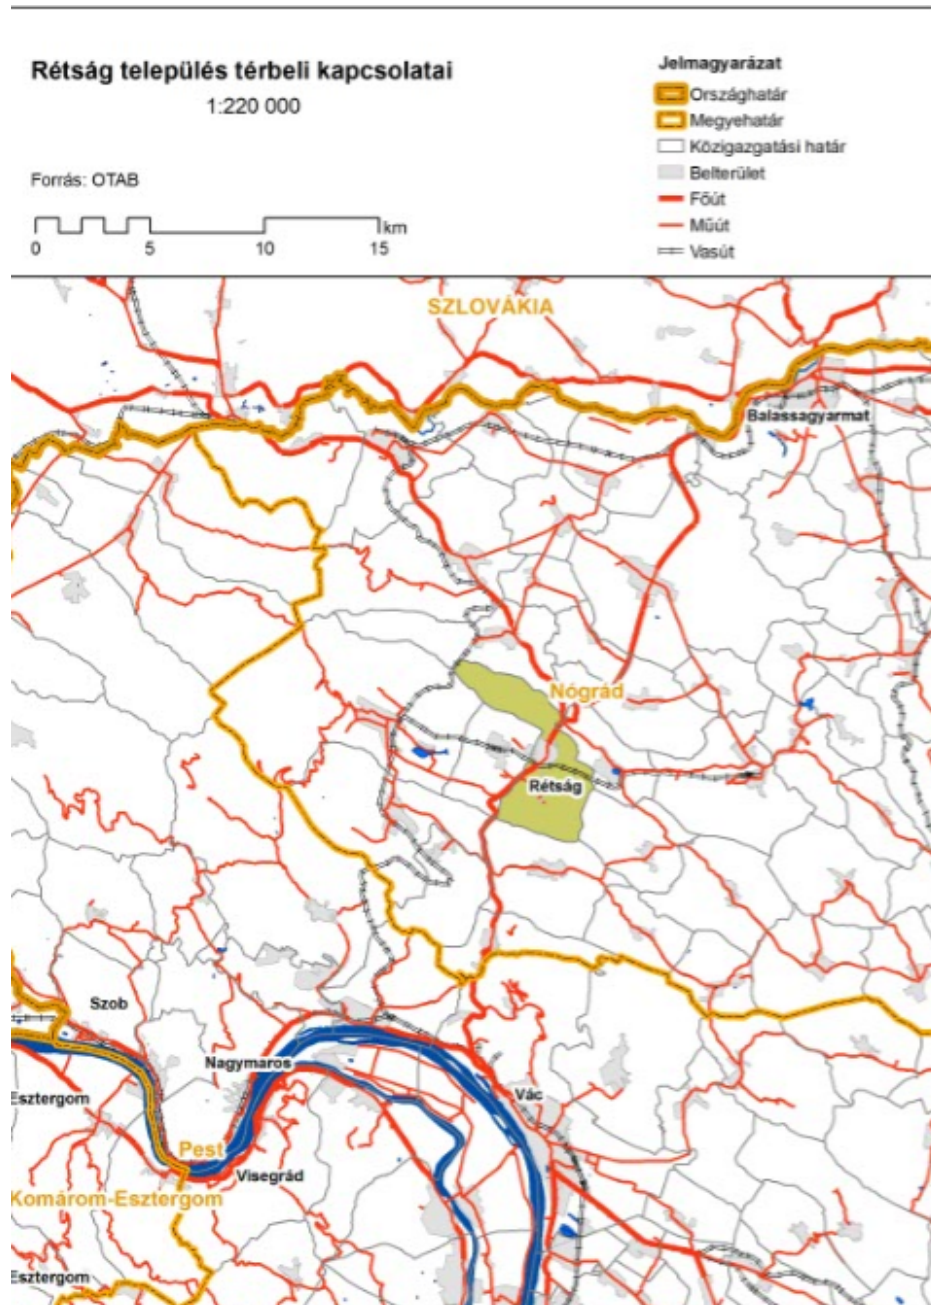 Rétság település térbeli kapcsolatai
1:220 000
Forrás: OTAB
0 5 10 15 km
Jelmagyarázat
Országhatár
Megyehatár
Közigazgatási határ
Belterület
Főút
Műút
Vasút
SZLOVÁKIA
Balassagyarmat
Nógrád
Rétság
Szob
Nagymaros
Esztergom
Vác
Pest
Visegrád
Komárom-Esztergom
Esztergom